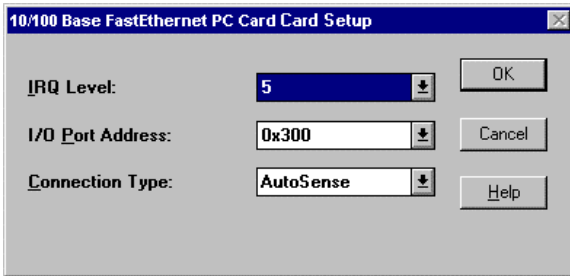 10/100 Base FastEthernet PC Card Card Setup
IRQ Level: 5 OK
I/O Port Address: 0x300 Cancel
Connection Type: AutoSense Help